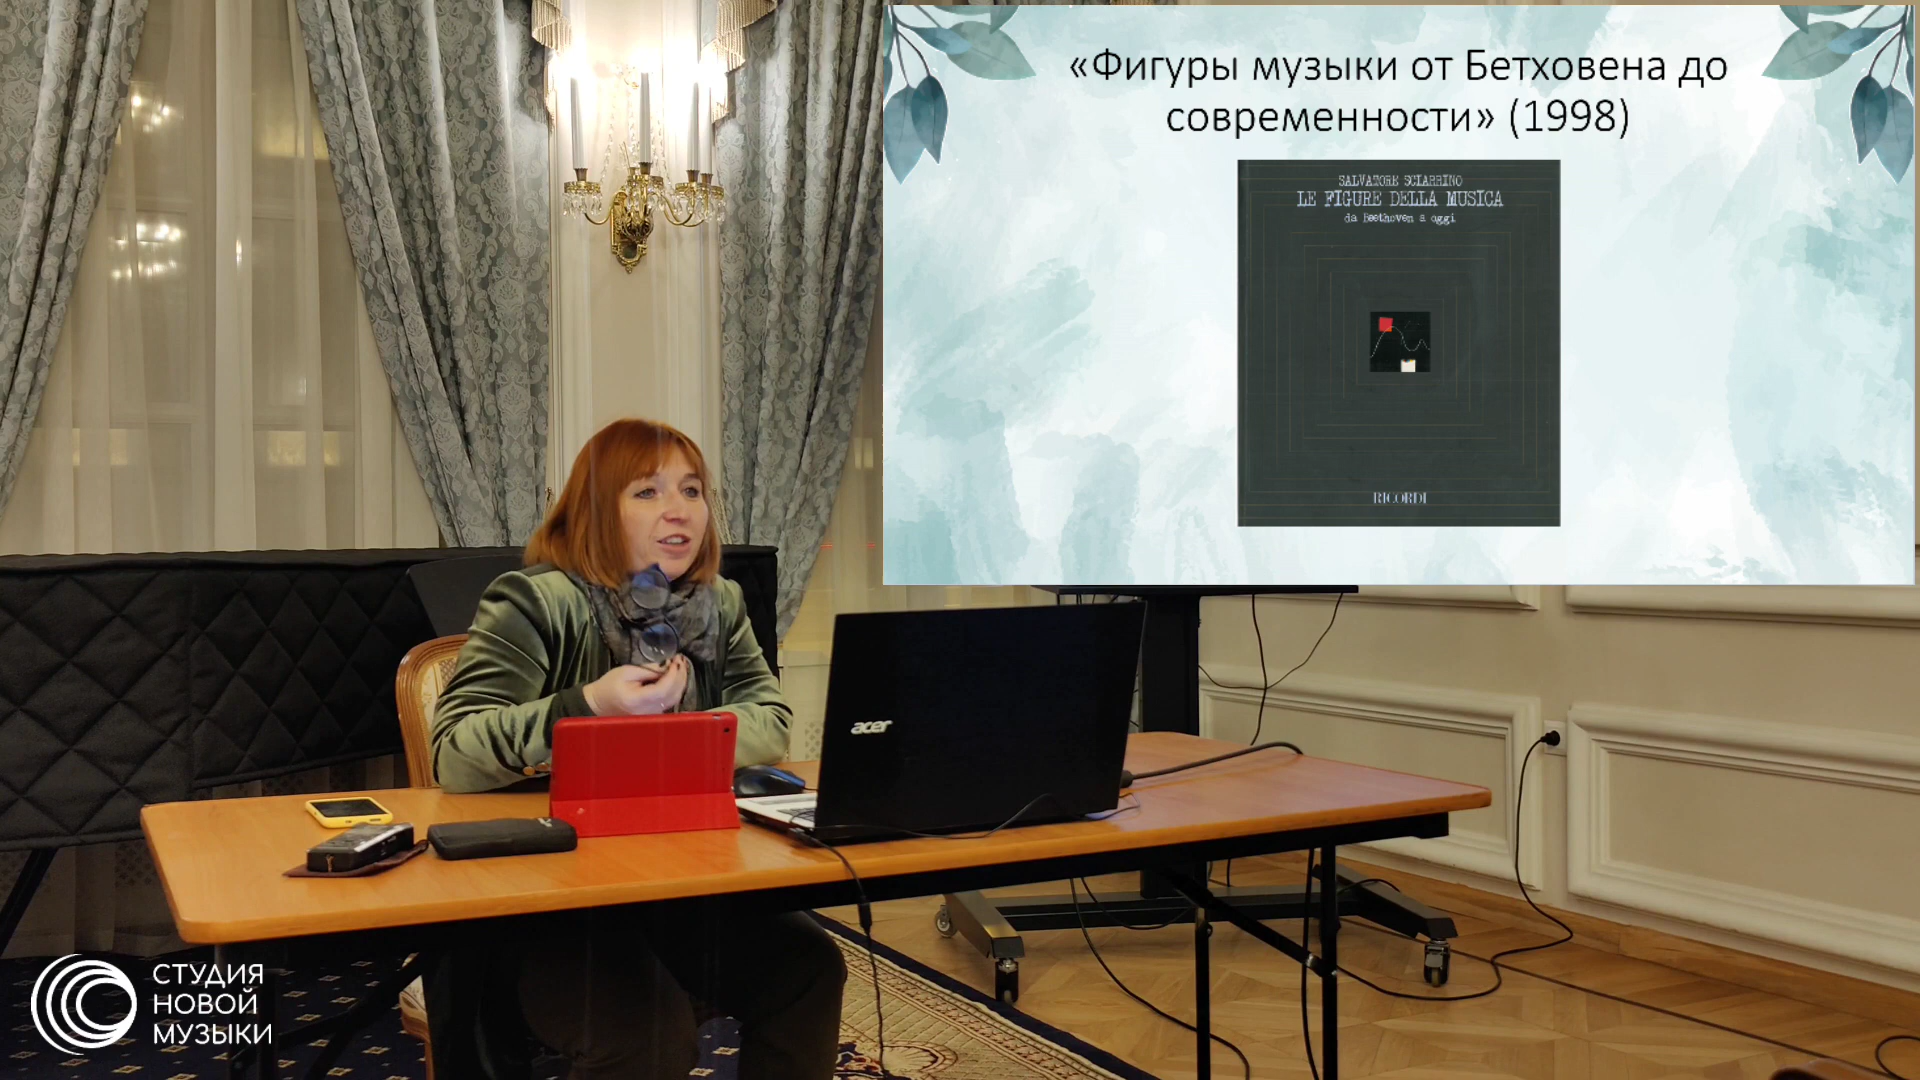 «Фигуры музыки от Бетховена до
современности» (1998)
SALVATORE SCIARRINO
LE FIGURE DELLA MUSICA
da Beethoven a oggi
RICORDI
acer
СТУДИЯ
НОВОЙ
МУЗЫКИ